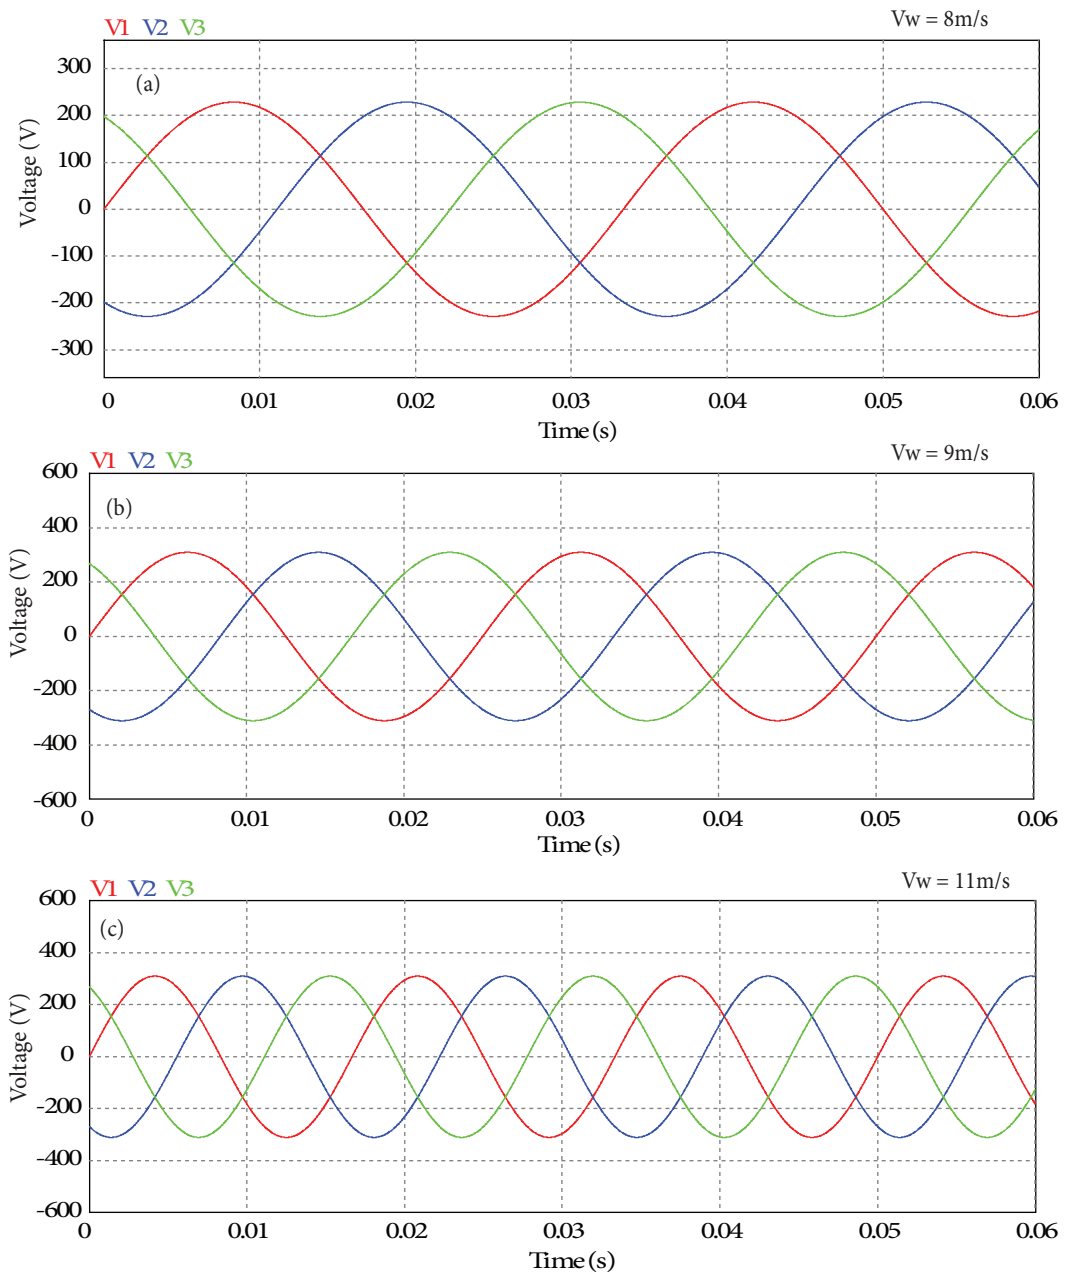 V1 V2 V3
Vw = 8m/s
(a)
300
200
100
0
-100
-200
-300
Voltage (V)
0 0.01 0.02 0.03 0.04 0.05 0.06
Time (s)
V1 V2 V3
Vw = 9m/s
(b)
600
400
200
0
-200
-400
-600
Voltage (V)
0 0.01 0.02 0.03 0.04 0.05 0.06
Time (s)
V1 V2 V3
Vw = 11m/s
(c)
600
400
200
0
-200
-400
-600
Voltage (V)
0 0.01 0.02 0.03 0.04 0.05 0.06
Time (s)